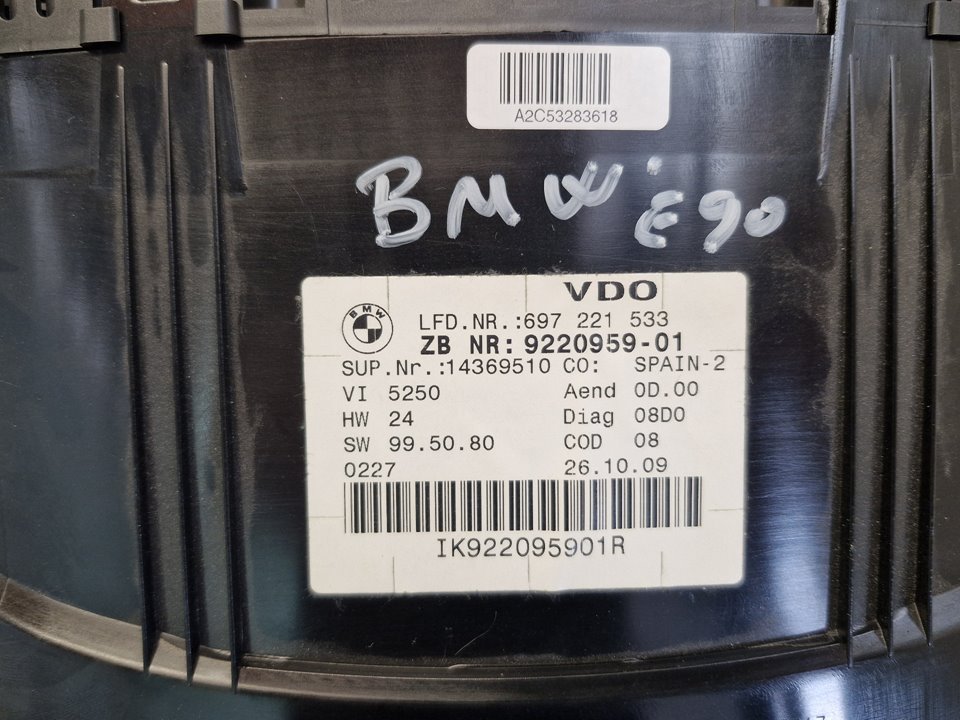 A2C53283618
BMW E90
VDO
BMW
LFD.NR.:697 221 533
ZB NR: 9220959-01
SUP.Nr.:14369510 CO: SPAIN-2
VI 5250 Aend 0D.00
HW 24 Diag 08D0
SW 99.50.80 COD 08
0227 26.10.09
IK922095901R